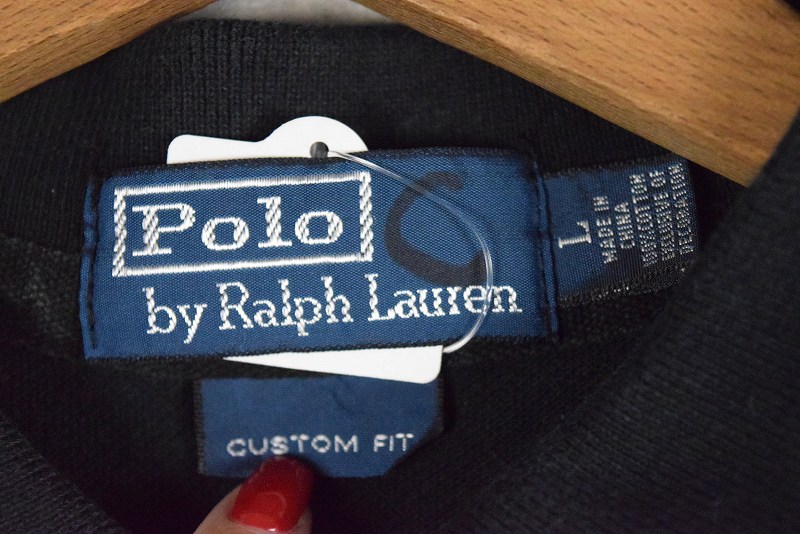 Polo
by Ralph Lauren
C
L
MADE IN
CHINA
CUSTOM FIT